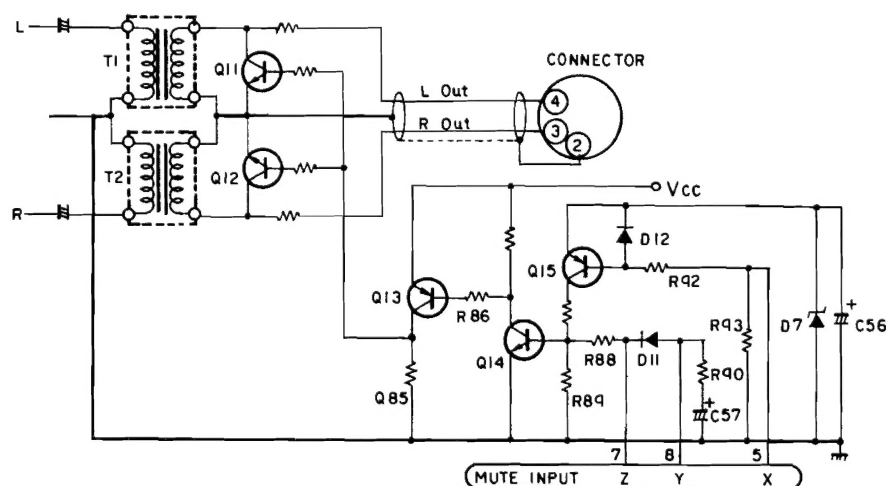 L
T1
Q11
CONNECTOR
L Out
4
R Out
3
2
T2
Q12
R
Vcc
D12
Q15
R92
Q13
R86
R93
D7
+
C56
Q14
R88
D11
R90
+
C57
Q85
R89
7
8
5
MUTE INPUT
Z
Y
X